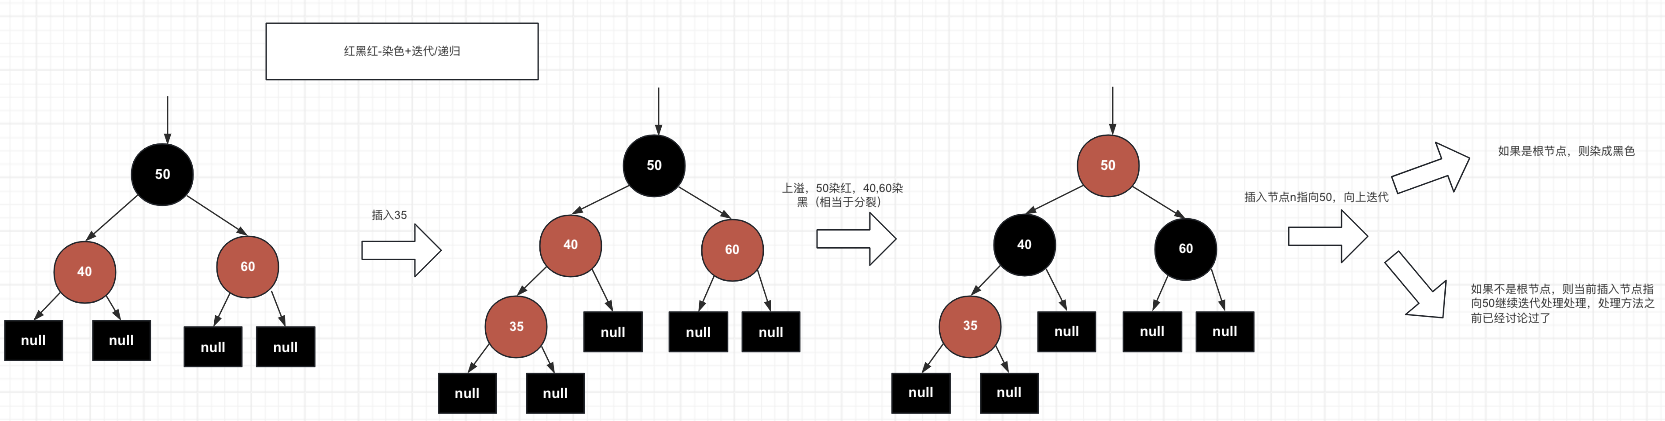 红黑红-染色+迭代/递归
50
40
60
null
null
null
null
插入35
50
40
60
35
null
null
null
null
null
上溢，50染红，40,60染
黑（相当于分裂）
50
40
60
35
null
null
null
null
null
插入节点n指向50，向上迭代
如果是根节点，则染成黑色
如果不是根节点，则当前插入节点指
向50继续迭代处理处理，处理方法之
前已经讨论过了